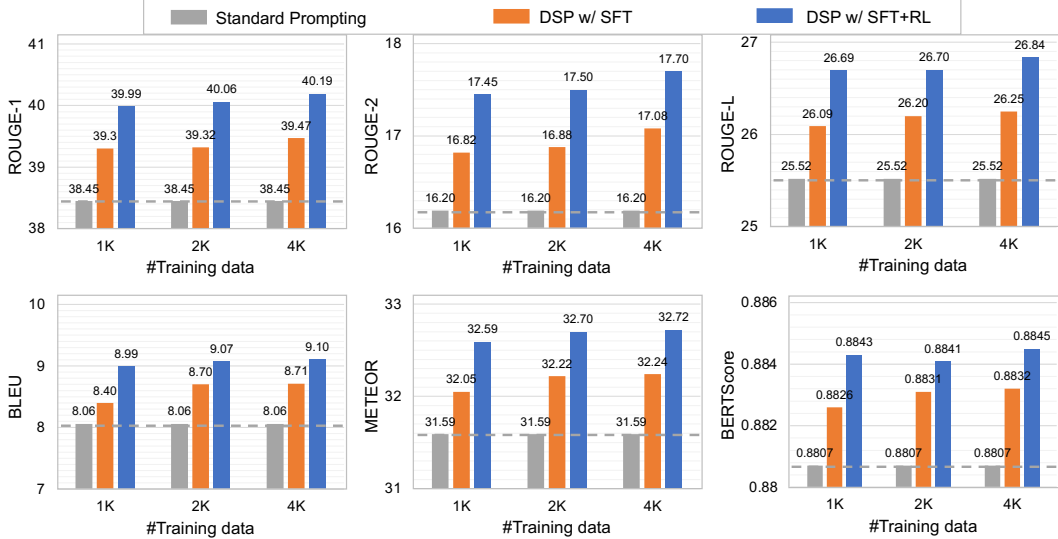 Standard Prompting DSP w/ SFT DSP w/ SFT+RL
ROUGE-1
41
40
39
38
38.45 39.3 39.99
38.45 39.32 40.06
38.45 39.47 40.19
1K 2K 4K
#Training data
ROUGE-2
18
17
16
16.20 16.82 17.45
16.20 16.88 17.50
16.20 17.08 17.70
1K 2K 4K
#Training data
ROUGE-L
27
26
25
25.52 26.09 26.69
25.52 26.20 26.70
25.52 26.25 26.84
1K 2K 4K
#Training data
BLEU
10
9
8
7
8.06 8.40 8.99
8.06 8.70 9.07
8.06 8.71 9.10
1K 2K 4K
#Training data
METEOR
33
32
31
31.59 32.05 32.59
31.59 32.22 32.70
31.59 32.24 32.72
1K 2K 4K
#Training data
BERTScore
0.886
0.884
0.882
0.88
0.8807 0.8826 0.8843
0.8807 0.8831 0.8841
0.8807 0.8832 0.8845
1K 2K 4K
#Training data